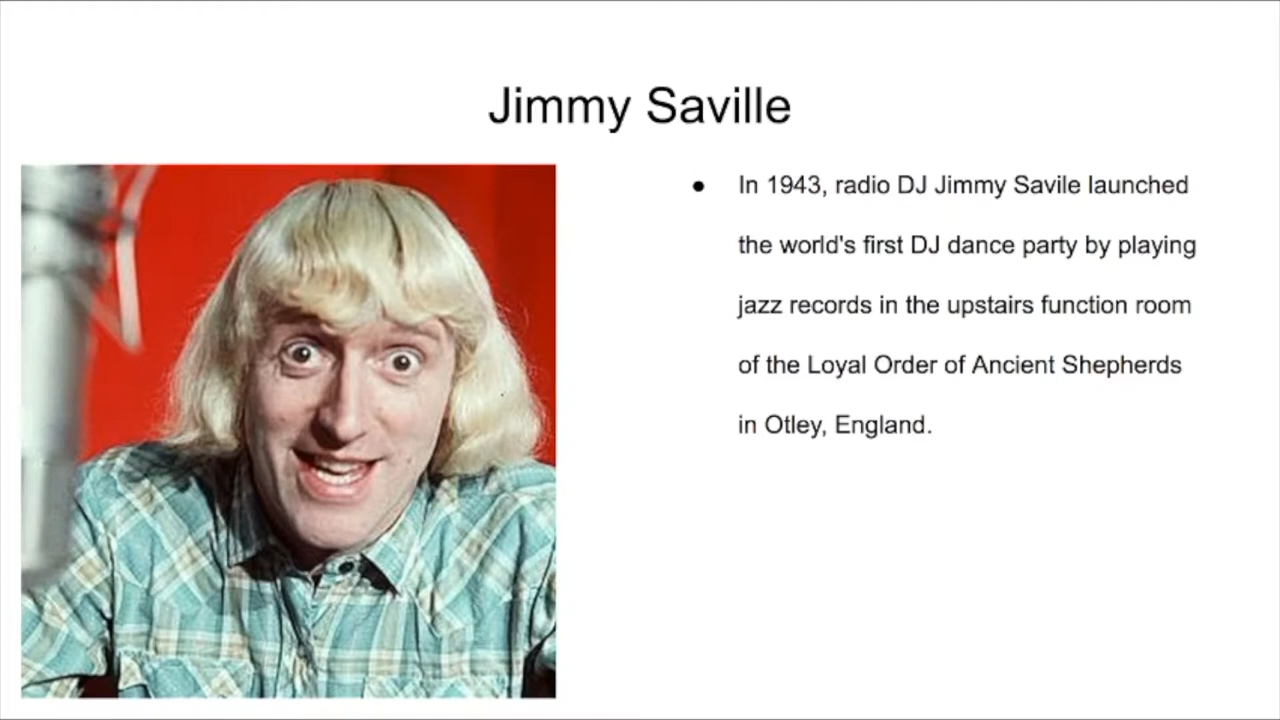 Jimmy Saville
● In 1943, radio DJ Jimmy Savile launched
the world's first DJ dance party by playing
jazz records in the upstairs function room
of the Loyal Order of Ancient Shepherds
in Otley, England.